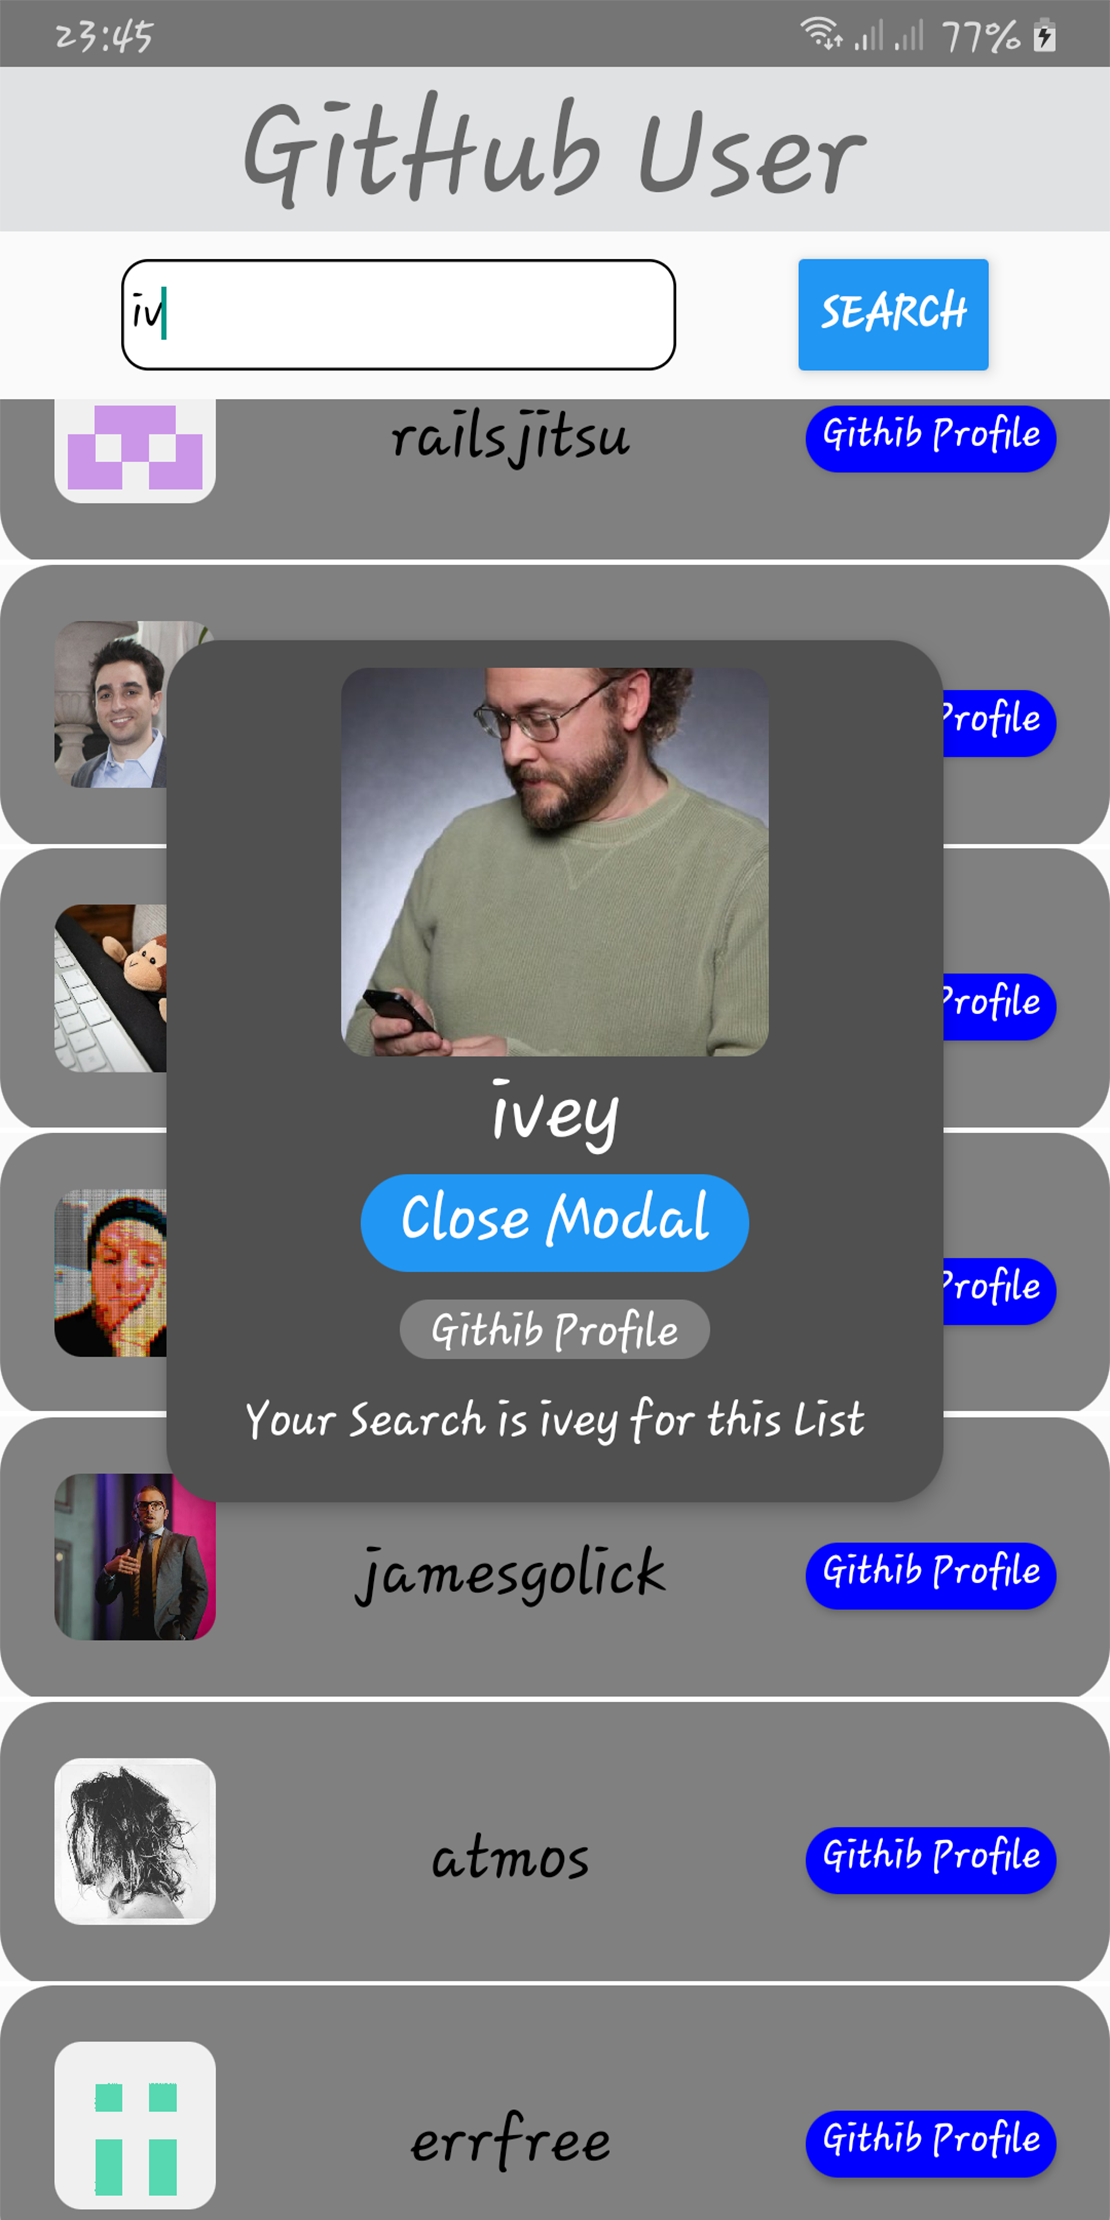 23:45 77%
GitHub User
iv
SEARCH
railsjitsu
Githib Profile
Profile
Profile
ivey
Close Modal
Profile
Githib Profile
Your Search is ivey for this List
jamesgolick
Githib Profile
atmos
Githib Profile
errfree
Githib Profile